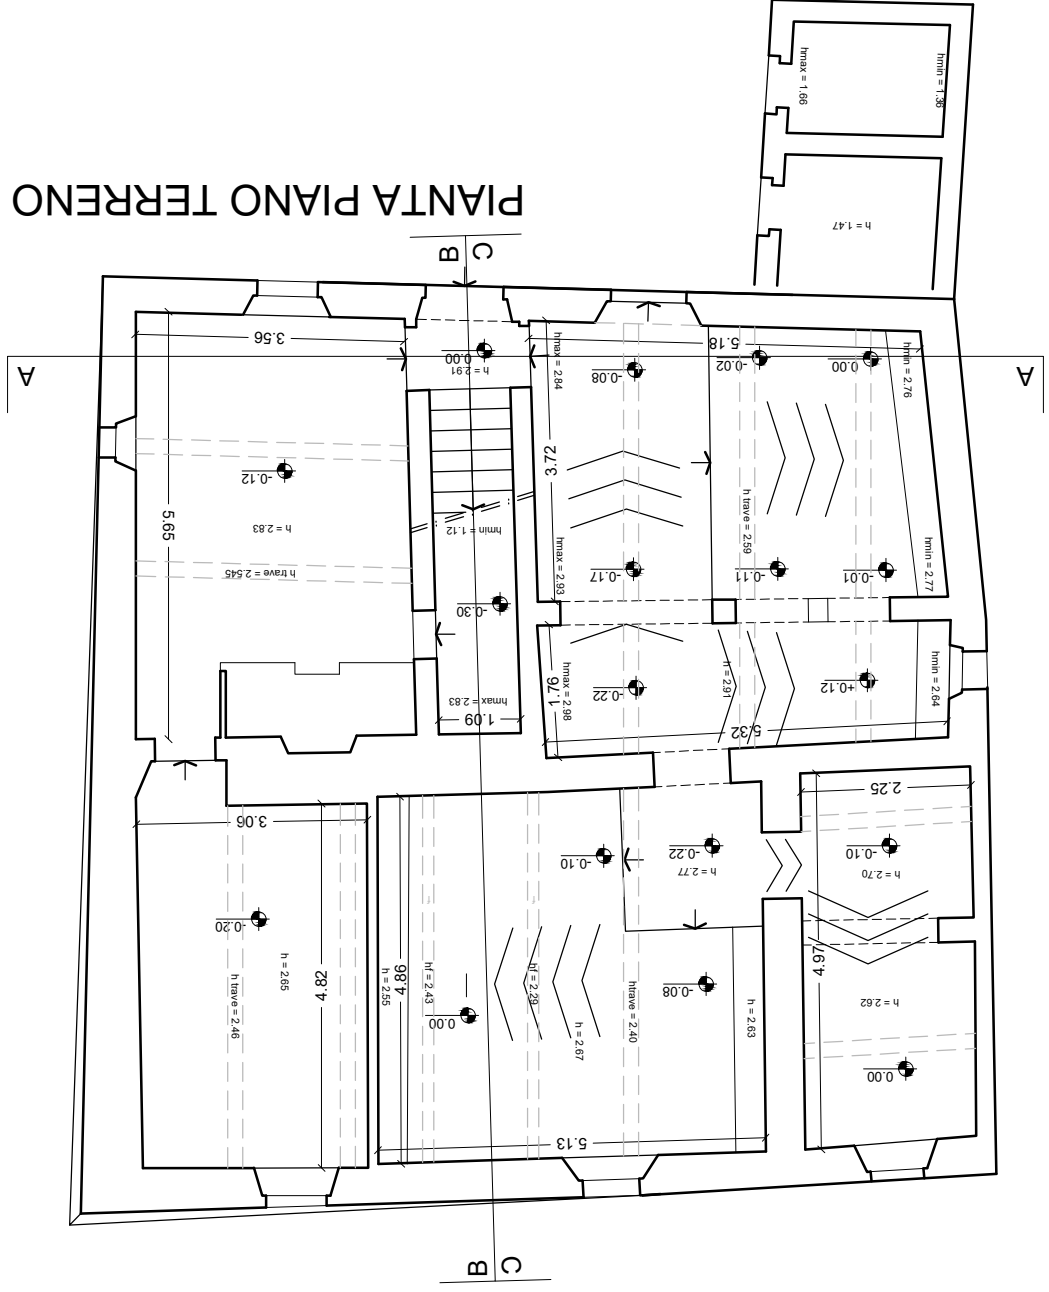 PIANTA PIANO TERRENO
hmax = 1.66
hmin = 1.36
h = 1.47
B
C
A
A
3.56
5.65
-0.12
h = 2.83
h trave = 2.545
0.00
h = 2.91
hmin = 1.12
-0.30
hmax = 2.83
1.09
hmax = 2.84
5.18
-0.08
-0.02
0.00
hmin = 2.76
3.72
h trave = 2.59
hmax = 2.93
-0.17
-0.11
-0.01
hmin = 2.77
1.76
hmax = 2.98
-0.22
h = 2.91
+0.12
hmin = 2.64
5.32
3.06
-0.20
h = 2.65
h trave = 2.46
4.82
4.86
h = 2.55
hf = 2.43
0.00
hf = 2.29
h = 2.67
htrave = 2.40
-0.10
-0.22
h = 2.77
-0.08
h = 2.63
5.13
2.25
-0.10
h = 2.70
4.97
h = 2.62
0.00
B
C